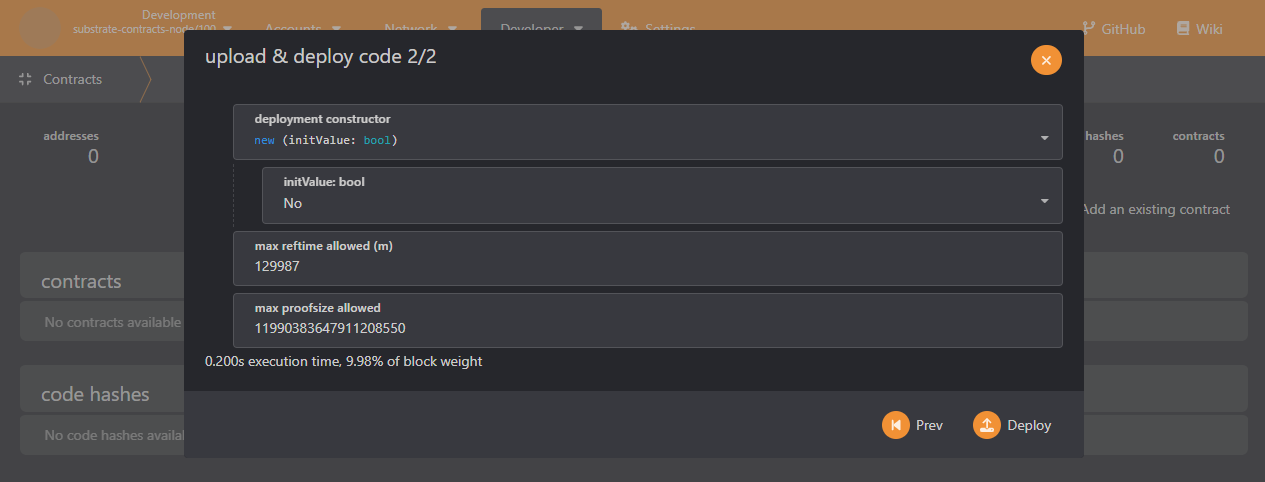 Development
substrate-contracts-node/100
Accounts
Network
Developer
Settings
GitHub
Wiki
upload & deploy code 2/2
Contracts
deployment constructor
new (initValue: bool)
addresses
0
hashes
0
contracts
0
initValue: bool
No
Add an existing contract
max reftime allowed (m)
129987
contracts
max proofsize allowed
11990383647911208550
No contracts available
0.200s execution time, 9.98% of block weight
code hashes
No code hashes availa
Prev
Deploy